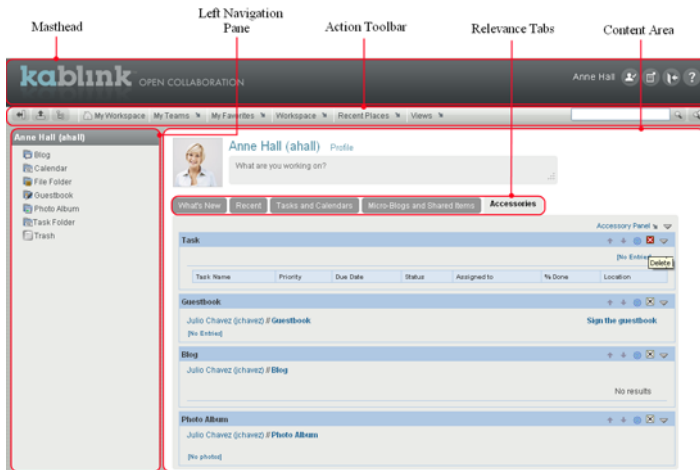 Masthead
Left Navigation
Pane
Action Toolbar
Relevance Tabs
Content Area
kablink OPEN COLLABORATION
Anne Hall
?
My Workspace My Teams My Favorites Workspace Recent Places Views
Anne Hall (ahall)
Blog
Calendar
File Folder
Guestbook
Photo Album
Task Folder
Trash
Anne Hall (ahall) Profile
What are you working on?
What's New Recent Tasks and Calendars Micro-Blogs and Shared Items Accessories
Accessory Panel
Task
[No Entries]
Delete
Task Name Priority Due Date Status Assigned to % Done Location
Guestbook
Julio Chavez (jchavez) // Guestbook
Sign the guestbook
[No Entries]
Blog
Julio Chavez (jchavez) // Blog
No results
Photo Album
Julio Chavez (jchavez) // Photo Album
[No photos]